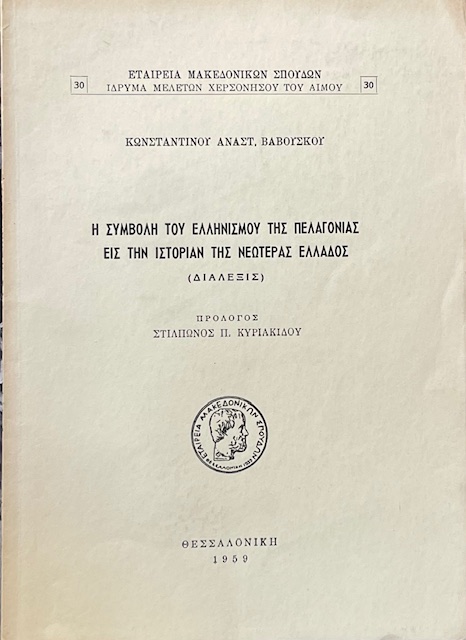 ΕΤΑΙΡΕΙΑ ΜΑΚΕΔΟΝΙΚΩΝ ΣΠΟΥΔΩΝ
30 ΙΔΡΥΜΑ ΜΕΛΕΤΩΝ ΧΕΡΣΟΝΗΣΟΥ ΤΟΥ ΑΙΜΟΥ 30
ΚΩΝΣΤΑΝΤΙΝΟΥ ΑΝΑΣΤ. ΒΑΒΟΥΣΚΟΥ
Η ΣΥΜΒΟΛΗ ΤΟΥ ΕΛΛΗΝΙΣΜΟΥ ΤΗΣ ΠΕΛΑΓΟΝΙΑΣ
ΕΙΣ ΤΗΝ ΙΣΤΟΡΙΑΝ ΤΗΣ ΝΕΩΤΕΡΑΣ ΕΛΛΑΔΟΣ
(ΔΙΑΛΕΞΙΣ)
ΠΡΟΛΟΓΟΣ
ΣΤΙΛΠΩΝΟΣ Π. ΚΥΡΙΑΚΙΔΟΥ
ΕΤΑΙΡΕΙΑ ΜΑΚΕΔΟΝΙΚΩΝ ΣΠΟΥΔΩΝ
ΘΕΣΣΑΛΟΝΙΚΗ
ΘΕΣΣΑΛΟΝΙΚΗ
1959